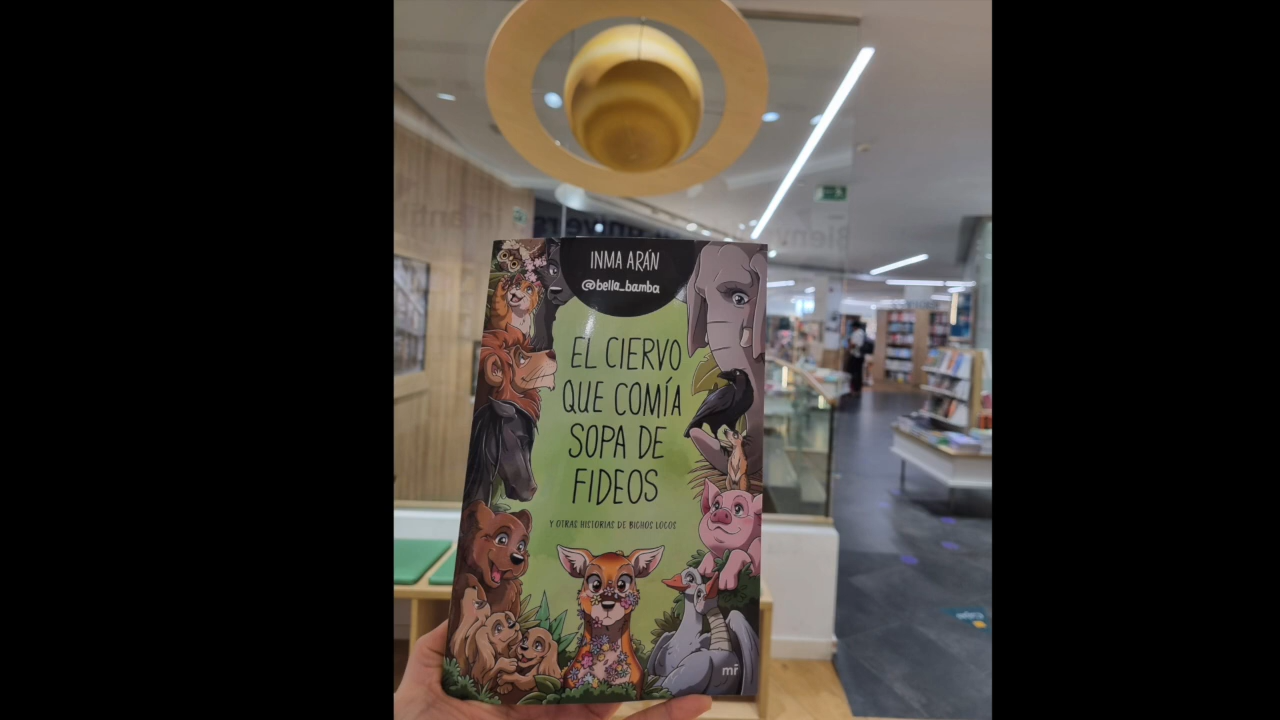 INMA ARÁN
@bella_bamba
EL CIERVO
QUE COMÍA
SOPA DE
FIDEOS
Y OTRAS HISTORIAS DE BICHOS LOCOS
mr